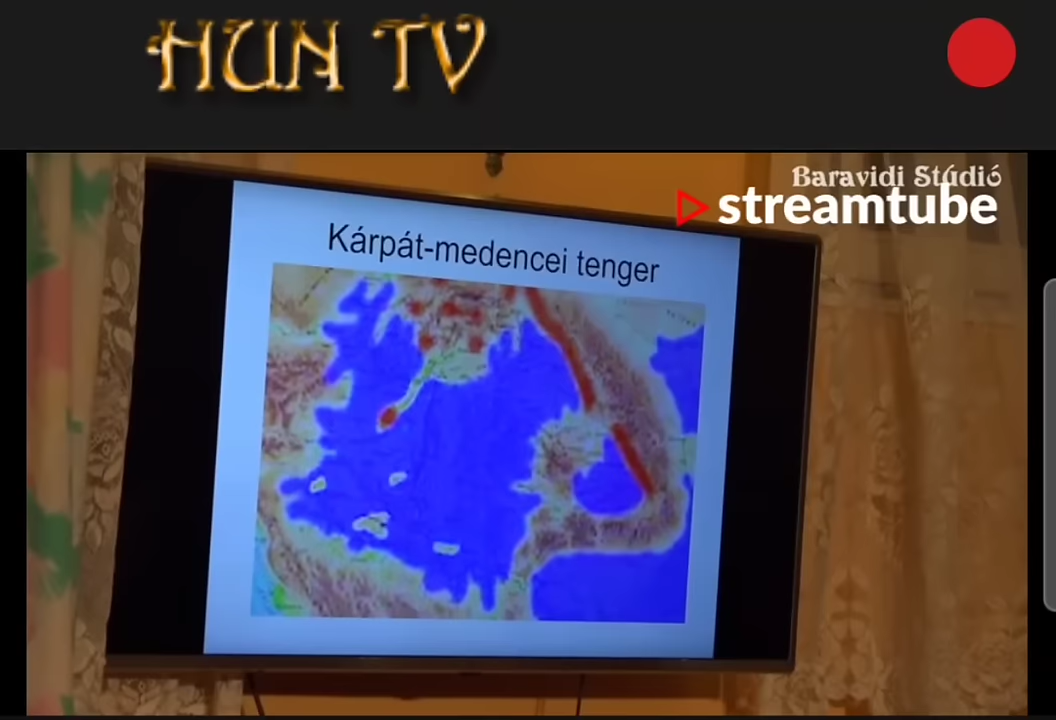 HUN TV
Baravidi Stúdió
streamtube
Kárpát-medencei tenger